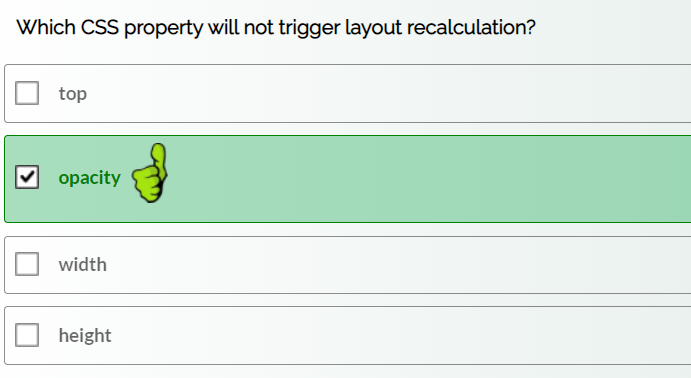 Which CSS property will not trigger layout recalculation?
top
opacity
width
height